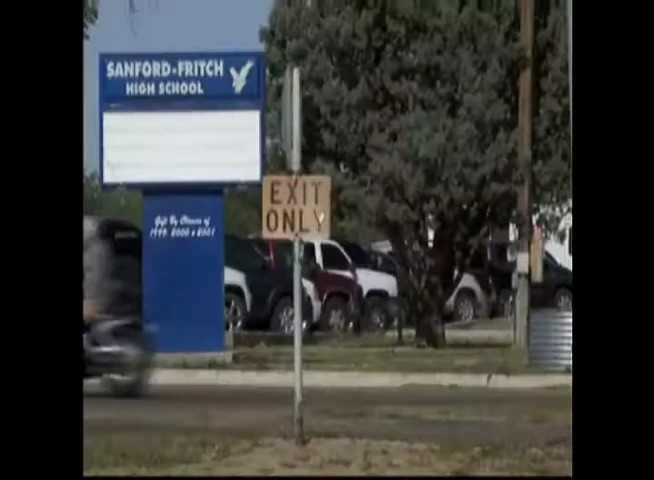 SANFORD-FRITCH
HIGH SCHOOL
Gift By Classes of
1999, 2000 & 2001
EXIT
ONLY